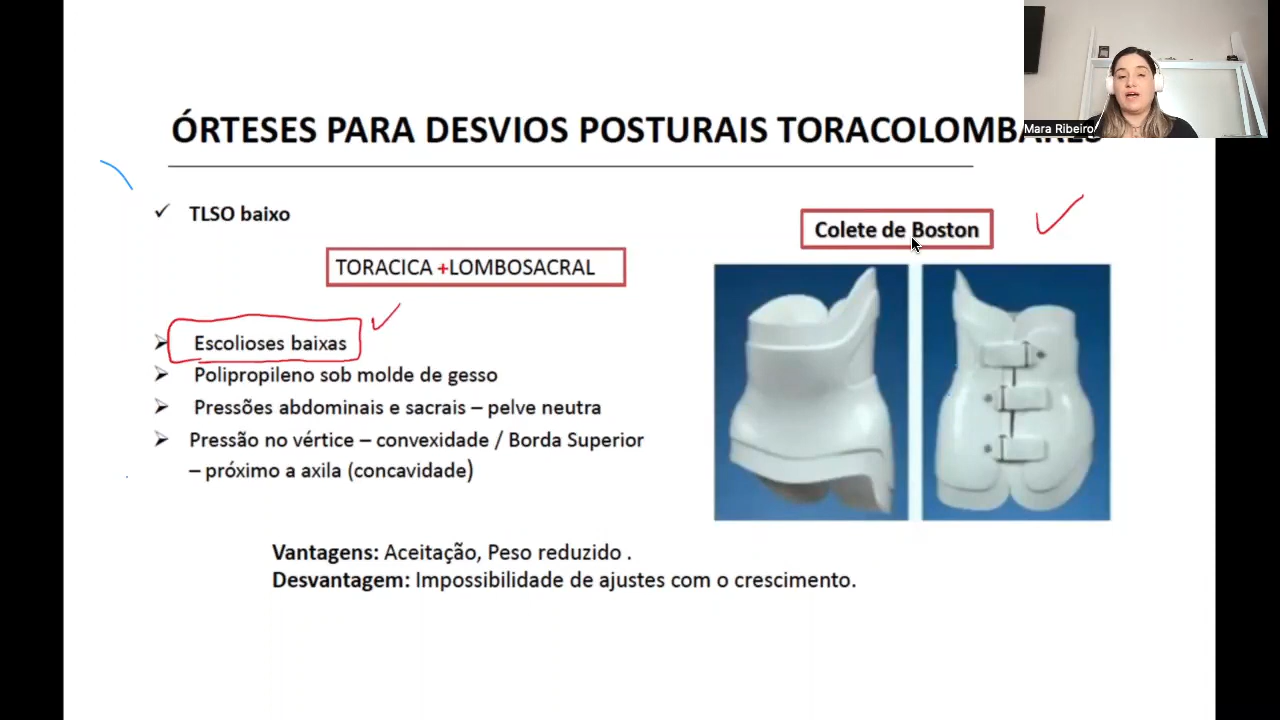 Mara Ribeiro
ÓRTESES PARA DESVIOS POSTURAIS TORACOLOMBARES
TLSO baixo
Colete de Boston
TORACICA +LOMBOSACRAL
Escolioses baixas
Polipropileno sob molde de gesso
Pressões abdominais e sacrais – pelve neutra
Pressão no vértice – convexidade / Borda Superior
– próximo a axila (concavidade)
Vantagens: Aceitação, Peso reduzido .
Desvantagem: Impossibilidade de ajustes com o crescimento.